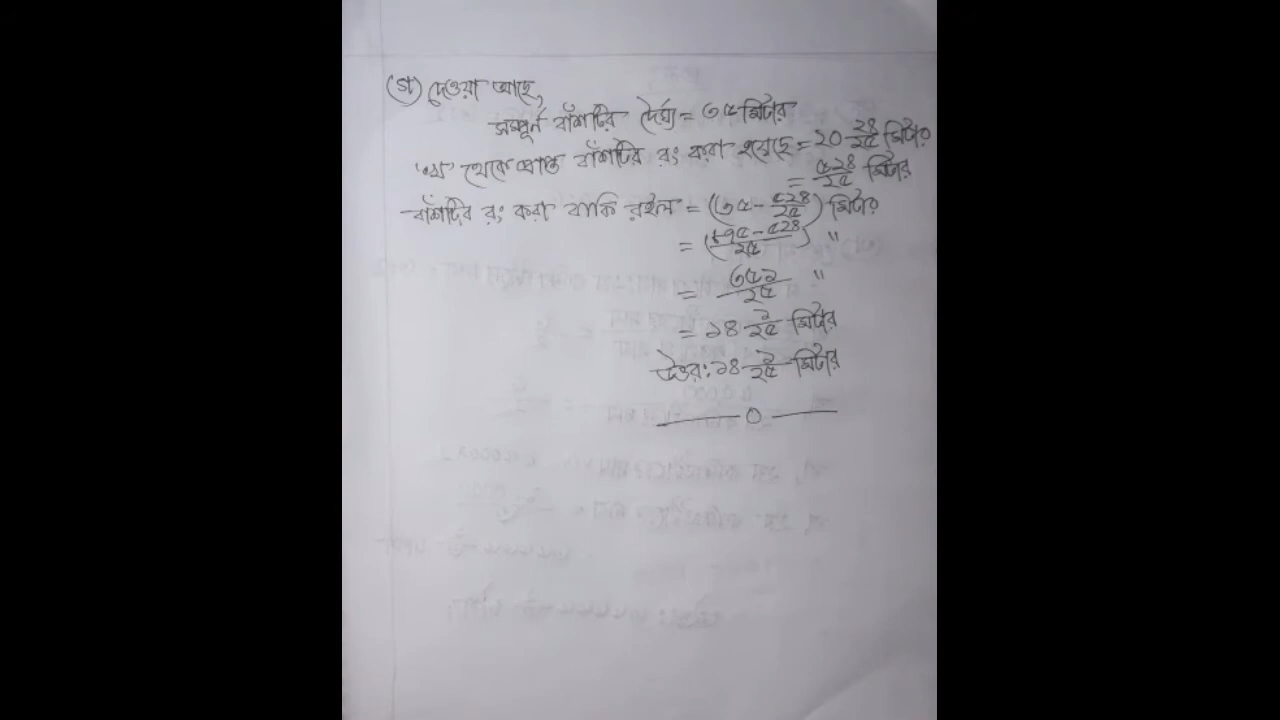 (গ) দেওয়া আছে,
সম্পূর্ন বাঁশটির দৈর্ঘ্য = ৩৫ মিটার
'খ' থেকে প্রাপ্ত বাঁশটির রং করা হয়েছে = ২০ ২৪/২৫ মিটার
= ৫২৪/২৫ মিটার
বাঁশটির রং করা বাকি রইল = (৩৫ - ৫২৪/২৫) মিটার
= (৮৭৫ - ৫২৪/২৫) "
= ৩৫১/২৫ "
= ১৪ ১/২৫ মিটার
উত্তর: ১৪ ১/২৫ মিটার